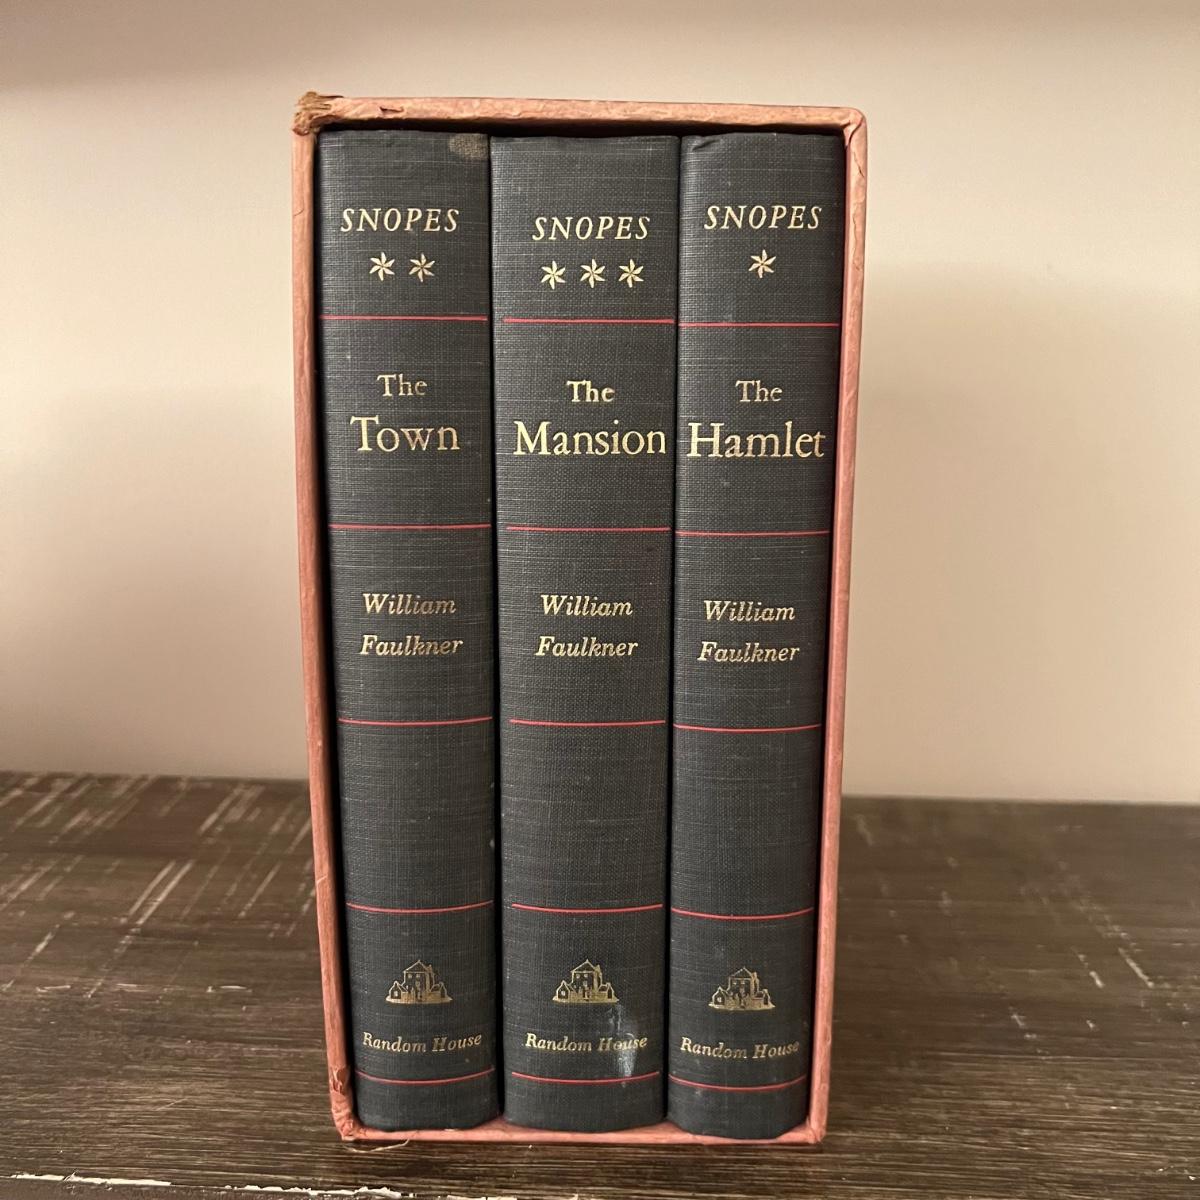 SNOPES
★ ★
The
Town
William
Faulkner
Random House
SNOPES
★ ★ ★
The
Mansion
William
Faulkner
Random House
SNOPES
★
The
Hamlet
William
Faulkner
Random House